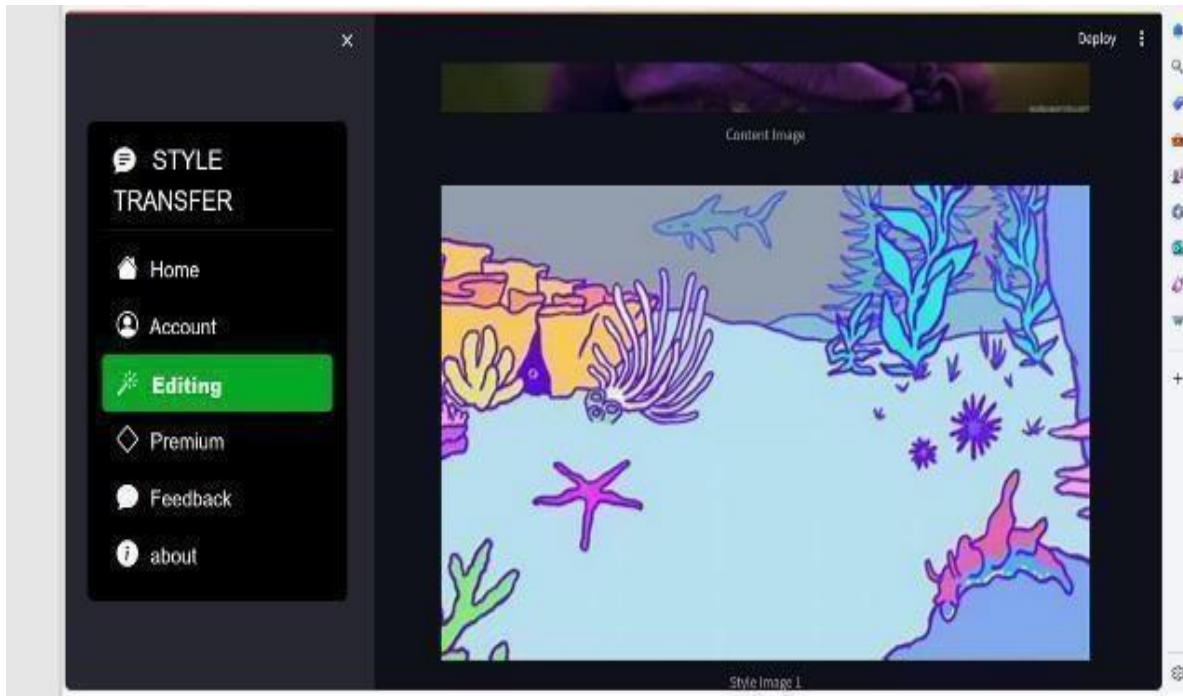 Deploy
STYLE
TRANSFER
Home
Account
Editing
Premium
Feedback
about
Content Image
Style Image 1